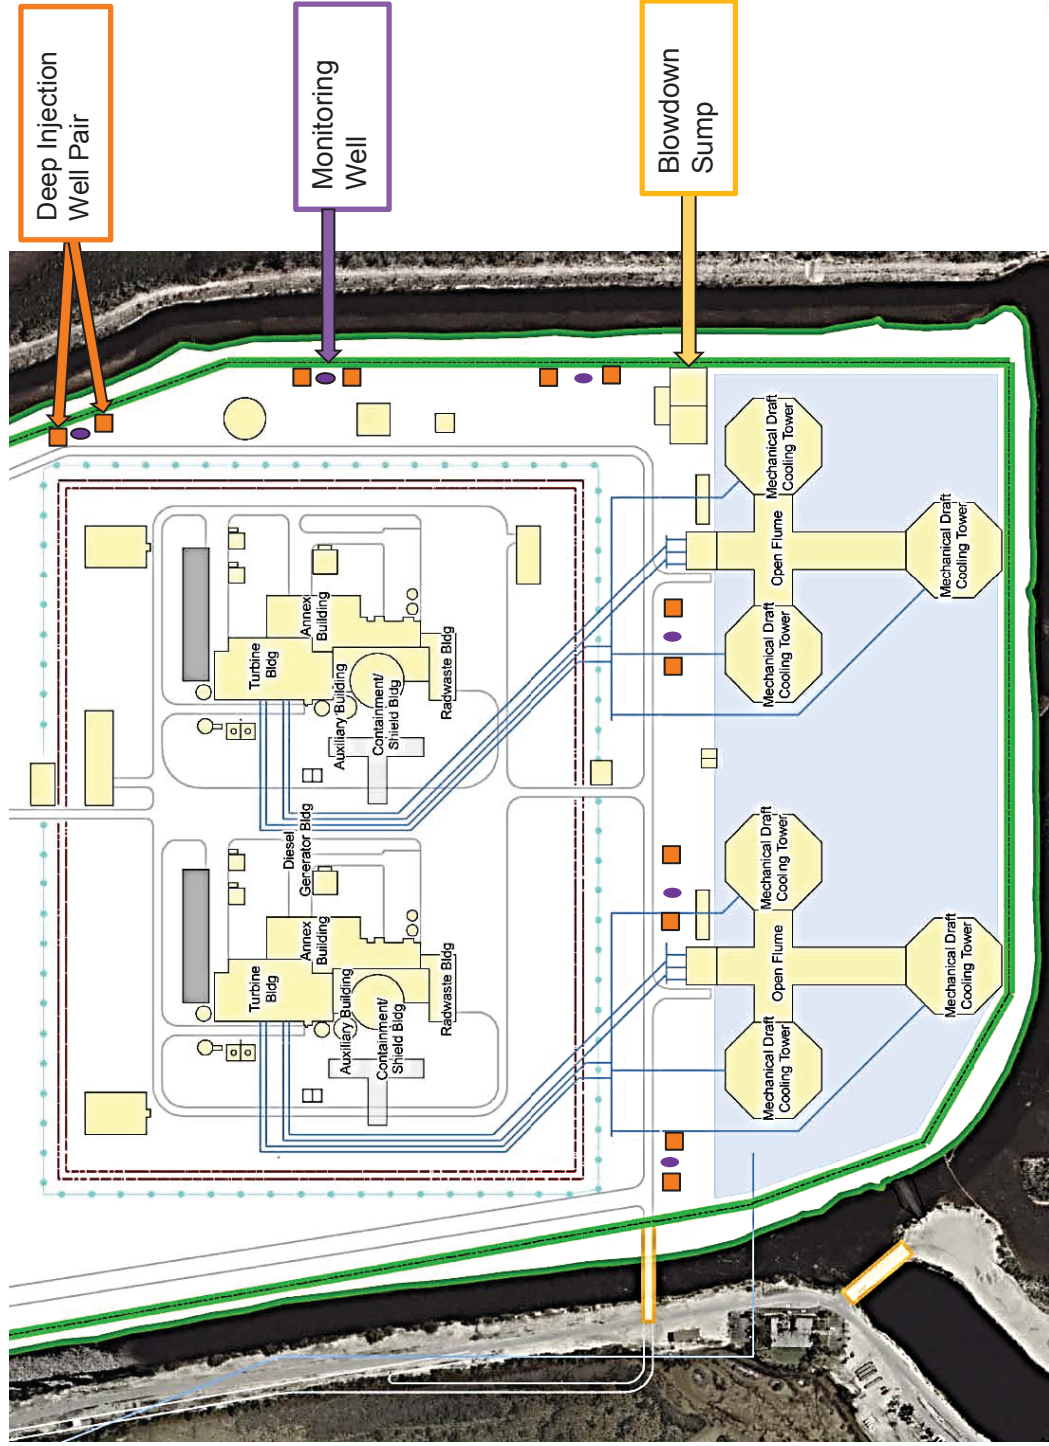 Deep Injection
Well Pair
Monitoring
Well
Blowdown
Sump
Turbine
Bldg
Annex
Building
Auxiliary Building
Containment/
Shield Bldg
Radwaste Bldg
Diesel
Generator Bldg
Turbine
Bldg
Annex
Building
Auxiliary Building
Containment/
Shield Bldg
Radwaste Bldg
Mechanical Draft
Cooling Tower
Open Flume
Mechanical Draft
Cooling Tower
Mechanical Draft
Cooling Tower
Mechanical Draft
Cooling Tower
Open Flume
Mechanical Draft
Cooling Tower
Mechanical Draft
Cooling Tower